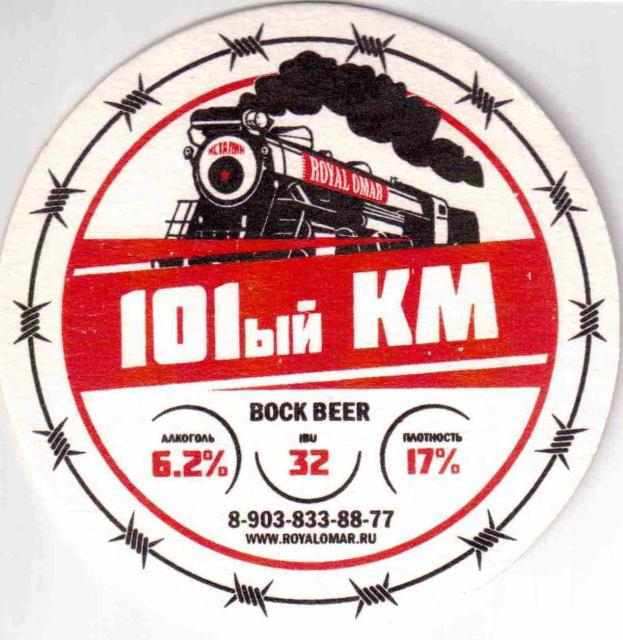 ИСТАЛИН
ROYAL OMAR
101ый КМ
BOCK BEER
АЛКОГОЛЬ
6.2%
IBU
32
ПЛОТНОСТЬ
17%
8-903-833-88-77
WWW.ROYALOMAR.RU